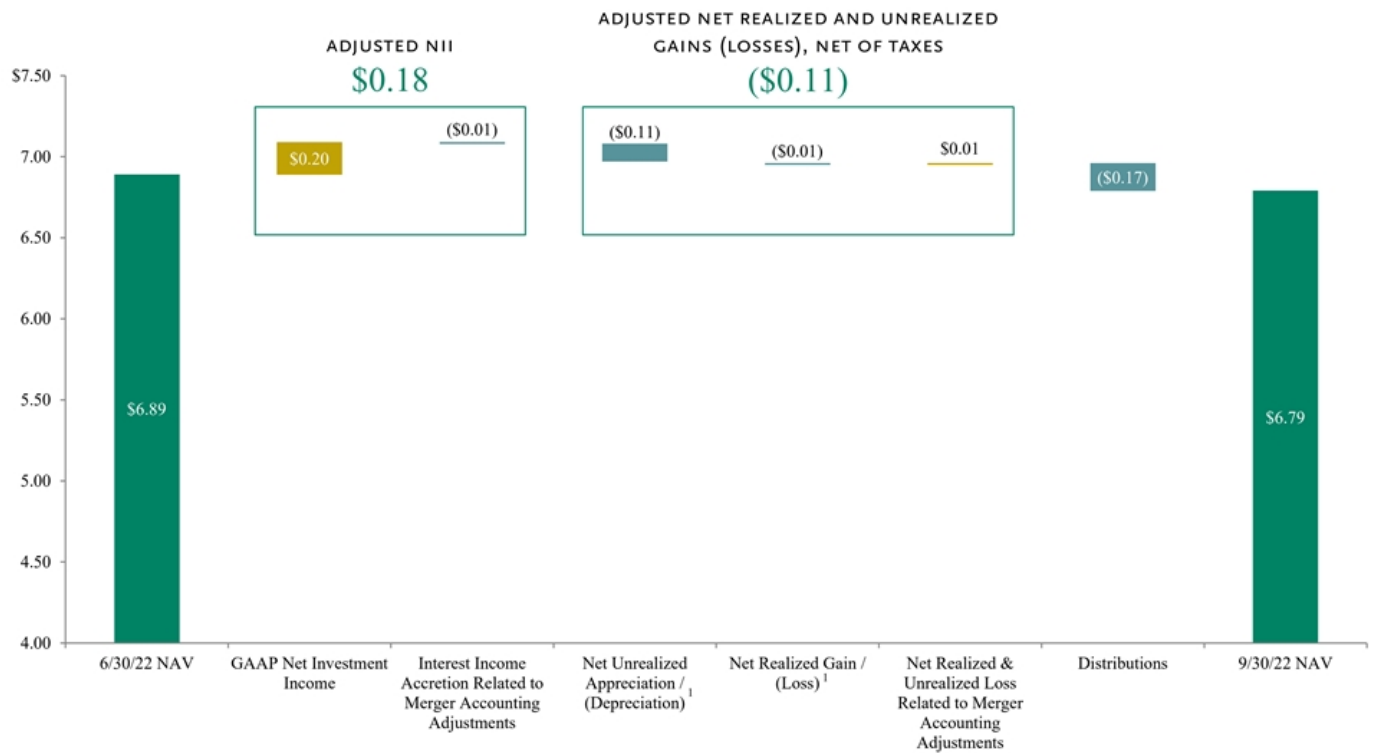 ADJUSTED NET REALIZED AND UNREALIZED
GAINS (LOSSES), NET OF TAXES
($0.11)
ADJUSTED NII
$0.18
$7.50
7.00
6.50
6.00
5.50
5.00
4.50
4.00
$6.89
$0.20
($0.01)
($0.11)
($0.01)
$0.01
($0.17)
$6.79
6/30/22 NAV
GAAP Net Investment
Income
Interest Income
Accretion Related to
Merger Accounting
Adjustments
Net Unrealized
Appreciation /
(Depreciation) 1
Net Realized Gain /
(Loss) 1
Net Realized &
Unrealized Loss
Related to Merger
Accounting
Adjustments
Distributions
9/30/22 NAV